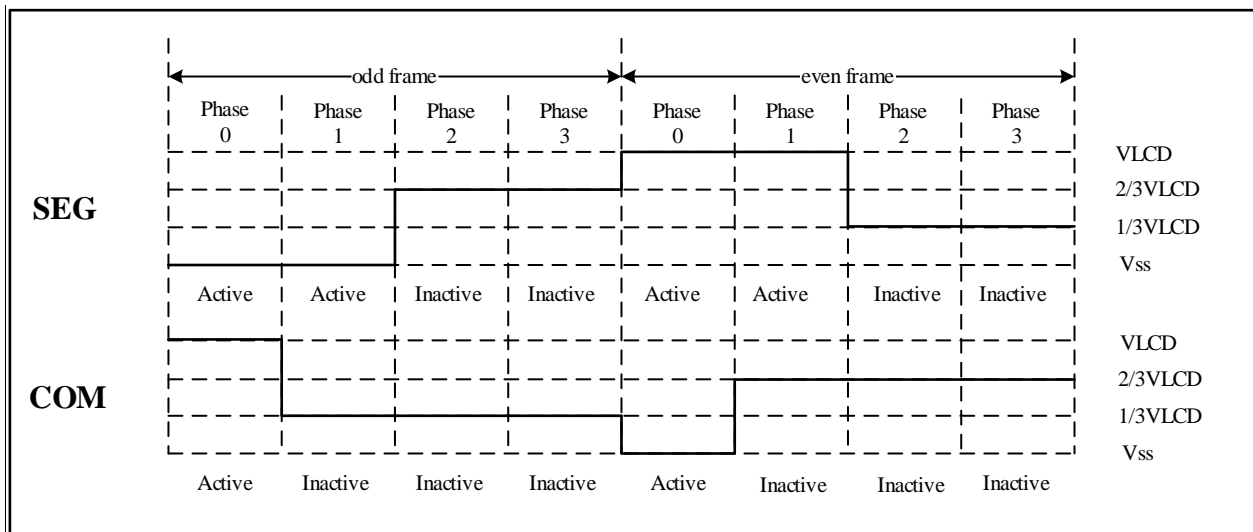 odd frame even frame
Phase Phase Phase Phase Phase Phase Phase Phase
0 1 2 3 0 1 2 3
VLCD
2/3VLCD
SEG
1/3VLCD
Vss
Active Active Inactive Inactive Active Active Inactive Inactive
VLCD
2/3VLCD
COM
1/3VLCD
Vss
Active Inactive Inactive Inactive Active Inactive Inactive Inactive